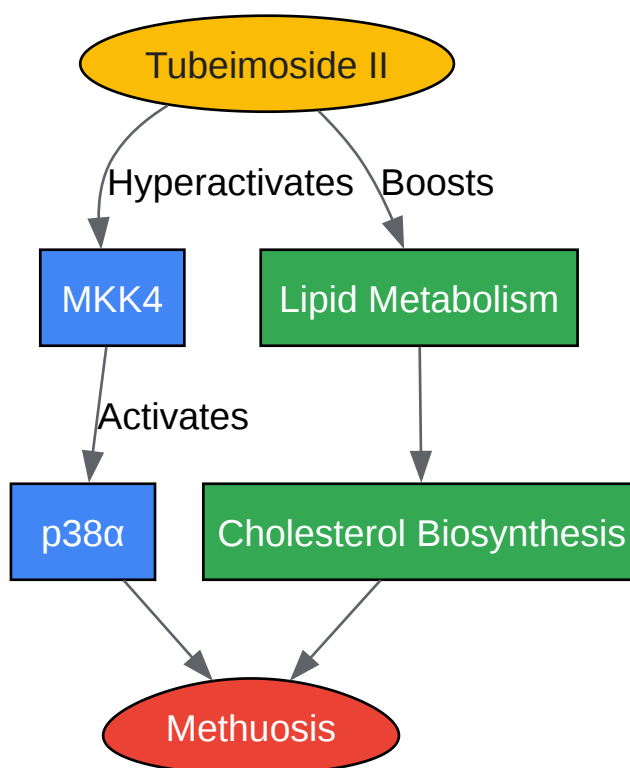 Tubeimoside II
Hyperactivates
Boosts
MKK4
Lipid Metabolism
Activates
p38α
Cholesterol Biosynthesis
Methuosis